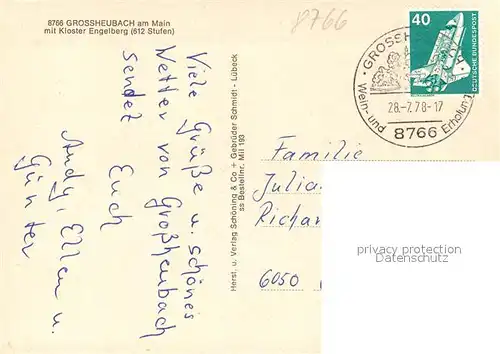 8766 GROSSHEUBACH am Main
mit Kloster Engelberg (612 Stufen)
8766
Viele Grüße u. schönes
Wetter von Großheubach
sendet Euch
Andy, Ellen u.
Günter
Herst. u. Verlag Schöning & Co + Gebrüder Schmidt - Lübeck
ss Bestellnr. Mil 193
40
DEUTSCHE BUNDESPOST
GROSSH
28.-7.78-17
Wein- und Erholun
8766
Familie
Julia
Richar
6050
privacy protection
Datenschutz